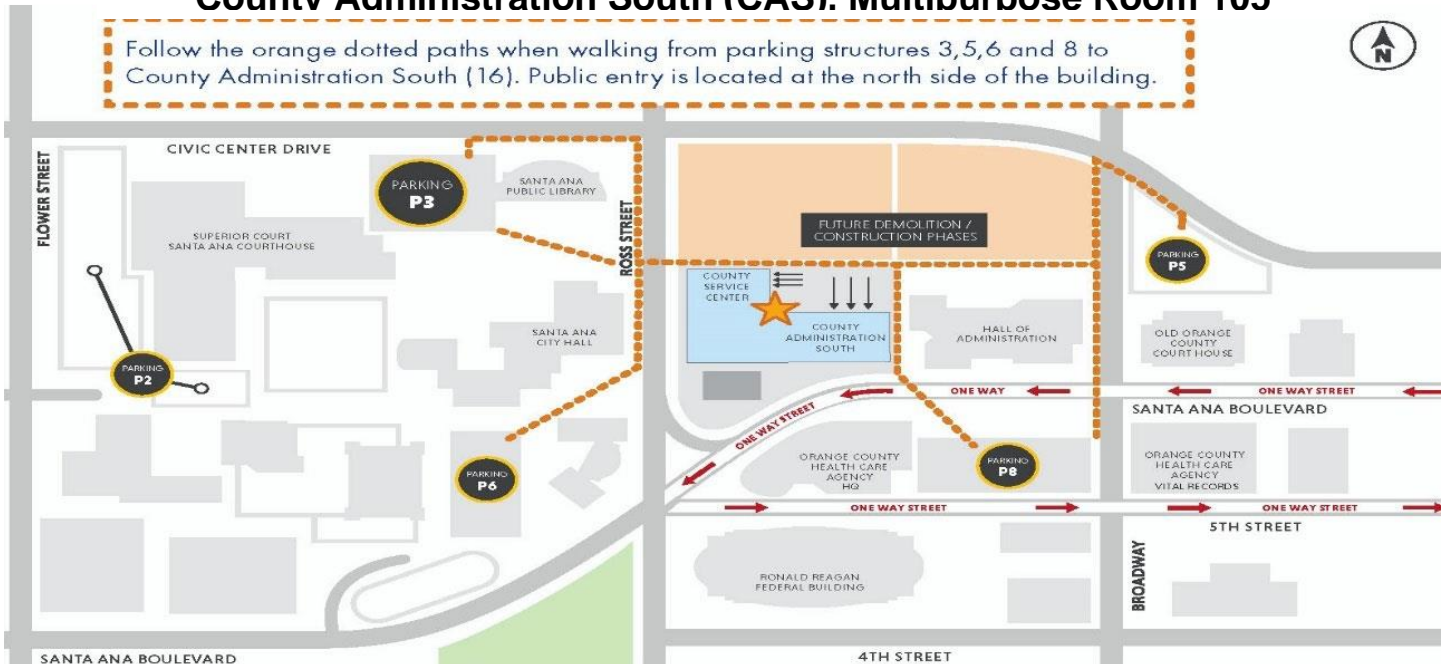 County Administration South (CAS). Multipurpose Room 105
Follow the orange dotted paths when walking from parking structures 3,5,6 and 8 to
County Administration South (16). Public entry is located at the north side of the building.
N
CIVIC CENTER DRIVE
FLOWER STREET
PARKING
P3
SANTA ANA
PUBLIC LIBRARY
ROSS STREET
SUPERIOR COURT
SANTA ANA COURTHOUSE
FUTURE DEMOLITION /
CONSTRUCTION PHASES
PARKING
P5
COUNTY
SERVICE
CENTER
COUNTY
ADMINISTRATION
SOUTH
SANTA ANA
CITY HALL
HALL OF
ADMINISTRATION
OLD ORANGE
COUNTY
COURT HOUSE
PARKING
P2
ONE WAY STREET
ONE WAY
ONE WAY STREET
SANTA ANA BOULEVARD
PARKING
P6
ORANGE COUNTY
HEALTH CARE
AGENCY
HQ
PARKING
P8
ORANGE COUNTY
HEALTH CARE
AGENCY
VITAL RECORDS
ONE WAY STREET
ONE WAY STREET
5TH STREET
RONALD REAGAN
FEDERAL BUILDING
BROADWAY
SANTA ANA BOULEVARD
4TH STREET